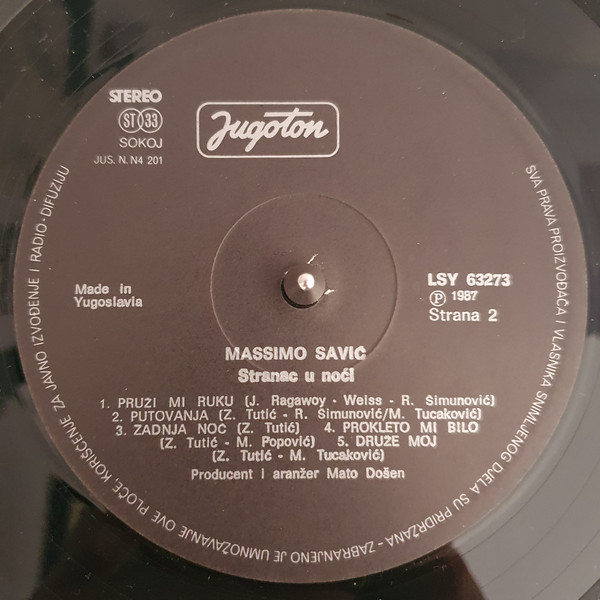 STEREO
ST 33
SOKOJ
JUS. N. N4 201
Jugoton
Made in
Yugoslavia
LSY 63273
Ⓟ 1987
Strana 2
MASSIMO SAVIĆ
Stranac u noći
1. PRUŽI MI RUKU (J. Ragawoy - Weiss - R. Šimunović)
2. PUTOVANJA (Z. Tutić - R. Šimunović/M. Tucaković)
3. ZADNJA NOĆ (Z. Tutić) 4. PROKLETO MI BILO
(Z. Tutić - M. Popović) 5. DRUŽE MOJ
(Z. Tutić - M. Tucaković)
Producent i aranžer Mato Došen
SVA PRAVA PROIZVOĐAČA I VLASNIKA SNIMLJENOG DJELA SU PRIDRŽANA - ZABRANJENO JE UMNOŽAVANJE OVE PLOČE, KORIŠĆENJE ZA JAVNO IZVOĐENJE I RADIO-DIFUZIJU